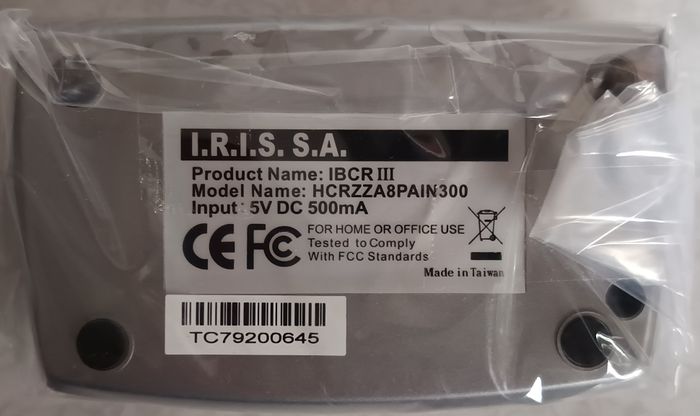 I.R.I.S. S.A.
Product Name: IBCR III
Model Name: HCRZZA8PAIN300
Input: 5V DC 500mA
CE FC FOR HOME OR OFFICE USE
Tested to Comply
With FCC Standards
Made in Taiwan
TC79200645